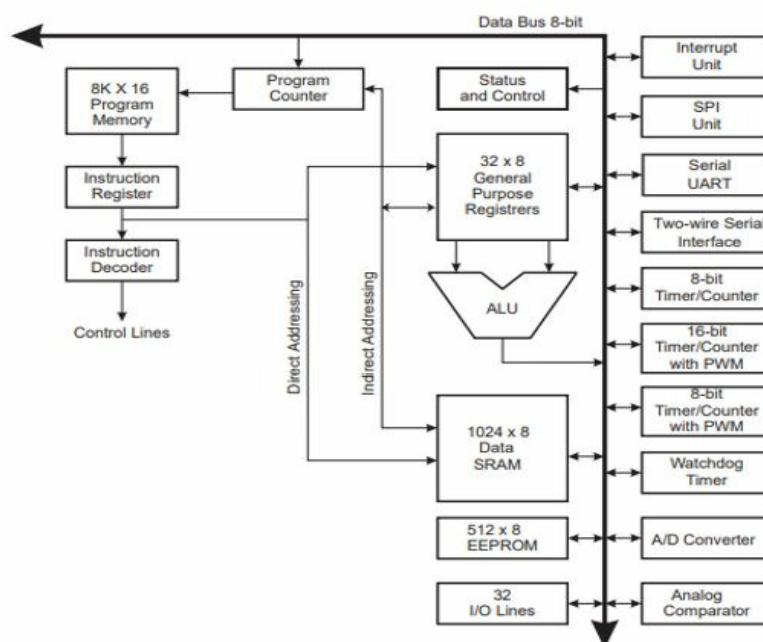 Data Bus 8-bit
8K X 16
Program
Memory
Program
Counter
Status
and Control
Interrupt
Unit
SPI
Unit
Instruction
Register
32 x 8
General
Purpose
Registrers
Serial
UART
Instruction
Decoder
Two-wire Serial
Interface
Control Lines
Direct Addressing
Indirect Addressing
ALU
8-bit
Timer/Counter
16-bit
Timer/Counter
with PWM
8-bit
Timer/Counter
with PWM
1024 x 8
Data
SRAM
Watchdog
Timer
512 x 8
EEPROM
A/D Converter
32
I/O Lines
Analog
Comparator